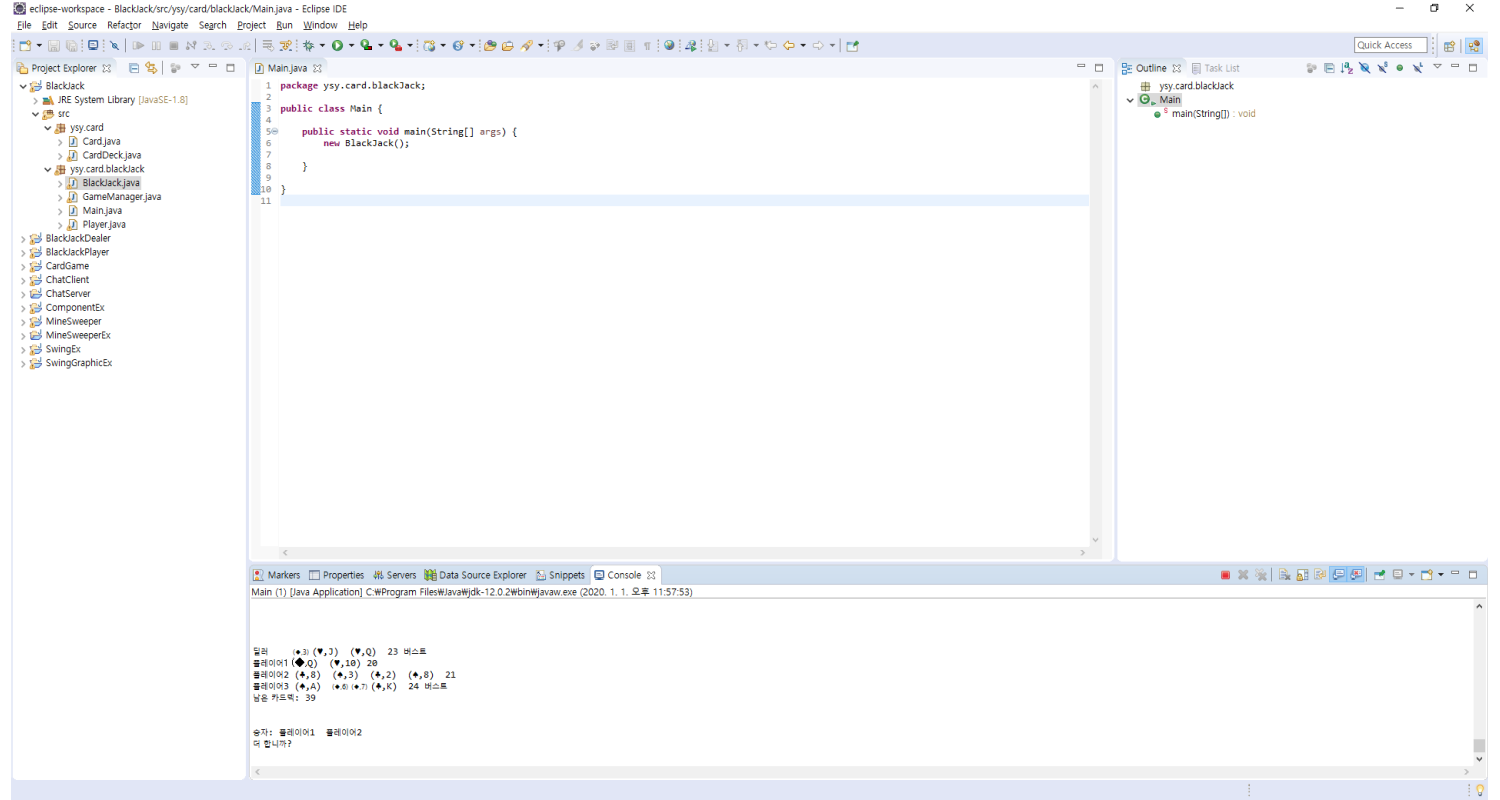 eclipse-workspace - BlackJack/src/ysy/card/blackJack/Main.java - Eclipse IDE
File Edit Source Refactor Navigate Search Project Run Window Help
Quick Access
Project Explorer
BlackJack
JRE System Library [JavaSE-1.8]
src
ysy.card
Card.java
CardDeck.java
ysy.card.blackJack
BlackJack.java
GameManager.java
Main.java
Player.java
BlackJackDealer
BlackJackPlayer
CardGame
ChatClient
ChatServer
ComponentEx
MineSweeper
MineSweeperEx
SwingEx
SwingGraphicEx
Main.java
1 package ysy.card.blackJack;
2
3 public class Main {
4
5 public static void main(String[] args) {
6 new BlackJack();
7
8 }
9
10 }
11
Outline Task List
ysy.card.blackJack
Main
main(String[]) : void
Markers Properties Servers Data Source Explorer Snippets Console
Main (1) [Java Application] C:₩Program Files₩Java₩jdk-12.0.2₩bin₩javaw.exe (2020. 1. 1. 오후 11:57:53)
딜러 (◆,3) (♥,J) (♥,Q) 23 버스트
플레이어1 (◆,Q) (♥,10) 20
플레이어2 (♣,8) (♠,3) (♣,2) (♠,8) 21
플레이어3 (♠,A) (◆,6) (◆,7) (♣,K) 24 버스트
남은 카드덱: 39
승자: 플레이어1 플레이어2
더 합니까?